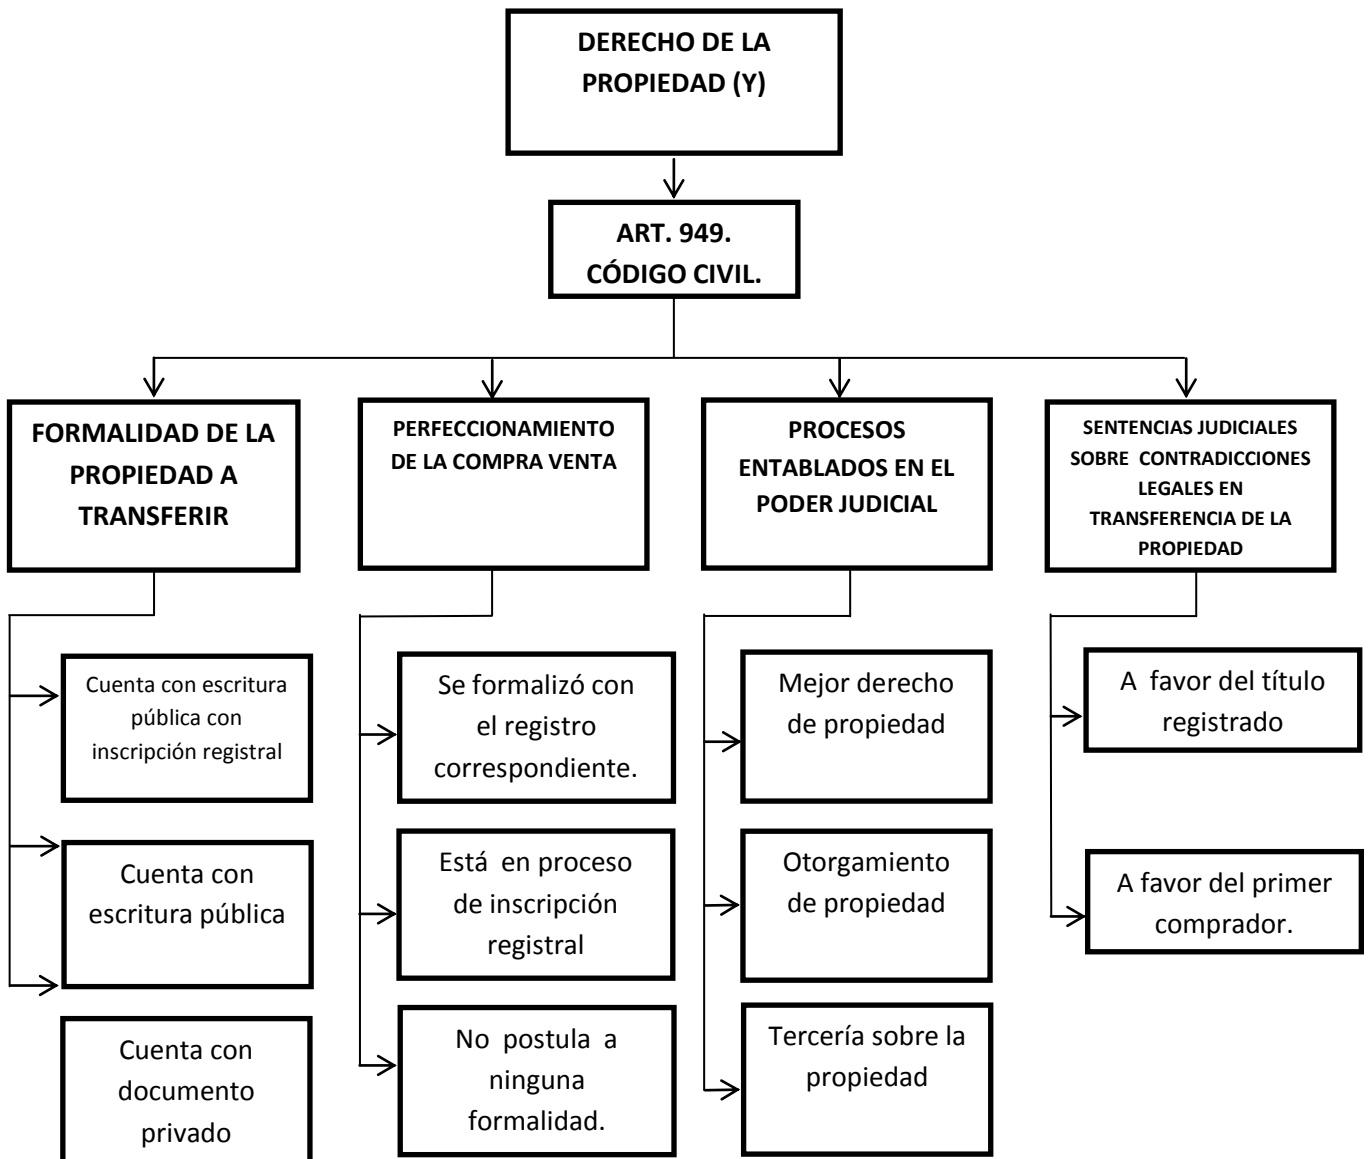 DERECHO DE LA
PROPIEDAD (Y)
ART. 949.
CÓDIGO CIVIL.
FORMALIDAD DE LA
PROPIEDAD A
TRANSFERIR
PERFECCIONAMIENTO
DE LA COMPRA VENTA
PROCESOS
ENTABLADOS EN EL
PODER JUDICIAL
SENTENCIAS JUDICIALES
SOBRE CONTRADICCIONES
LEGALES EN
TRANSFERENCIA DE LA
PROPIEDAD
Cuenta con escritura
pública con
inscripción registral
Cuenta con
escritura pública
Cuenta con
documento
privado
Se formalizó con
el registro
correspondiente.
Está en proceso
de inscripción
registral
No postula a
ninguna
formalidad.
Mejor derecho
de propiedad
Otorgamiento
de propiedad
Tercería sobre la
propiedad
A favor del título
registrado
A favor del primer
comprador.